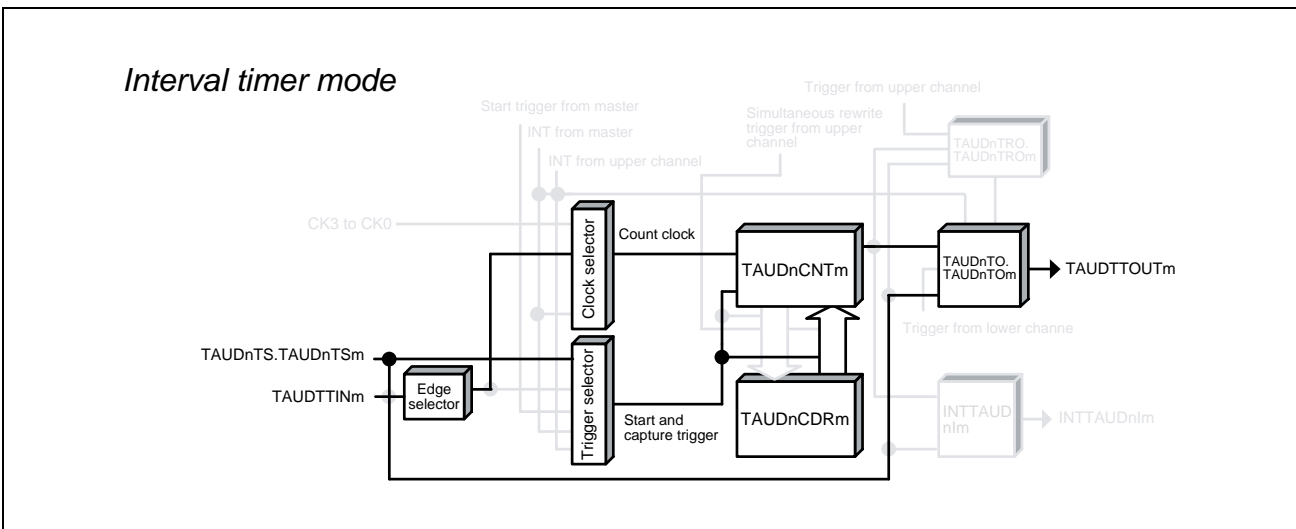 Interval timer mode
Trigger from upper channel
Start trigger from master
Simultaneous rewrite
trigger from upper
channel
INT from master
INT from upper channel
TAUDnTRO.
TAUDnTROm
CK3 to CK0
Clock selector
Count clock
TAUDnCNTm
TAUDnTO.
TAUDnTOm
TAUDTTOUTm
Trigger from lower channe
TAUDnTS.TAUDnTSm
TAUDTTINm
Edge
selector
Trigger selector
Start and
capture trigger
TAUDnCDRm
INTTAUD
nIm
INTTAUDnIm